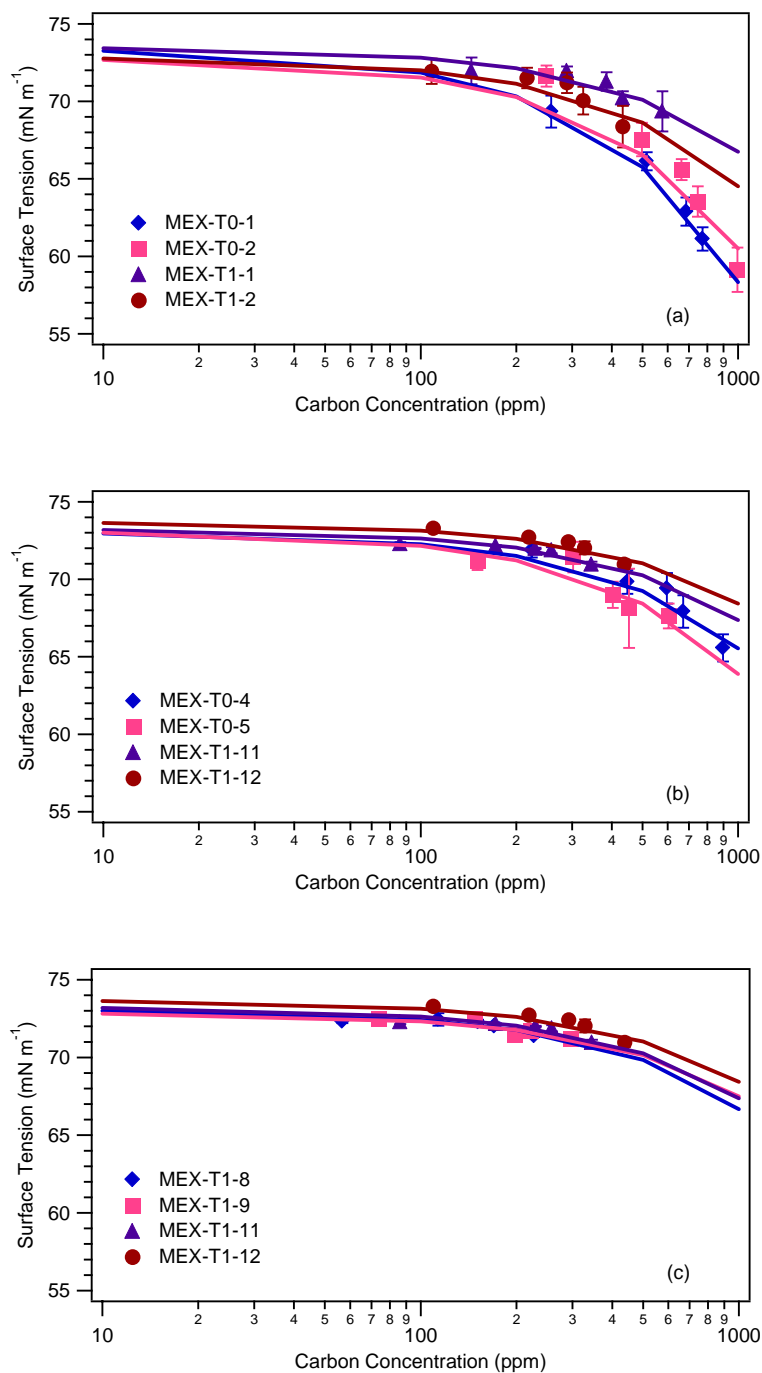 75
70
65
60
55
Surface Tension (mN m-1)
MEX-T0-1
MEX-T0-2
MEX-T1-1
MEX-T1-2
(a)
10 2 3 4 5 6 7 8 9 100 2 3 4 5 6 7 8 9 1000
Carbon Concentration (ppm)
75
70
65
60
55
Surface Tension (mN m-1)
MEX-T0-4
MEX-T0-5
MEX-T1-11
MEX-T1-12
(b)
10 2 3 4 5 6 7 8 9 100 2 3 4 5 6 7 8 9 1000
Carbon Concentration (ppm)
75
70
65
60
55
Surface Tension (mN m-1)
MEX-T1-8
MEX-T1-9
MEX-T1-11
MEX-T1-12
(c)
10 2 3 4 5 6 7 8 9 100 2 3 4 5 6 7 8 9 1000
Carbon Concentration (ppm)